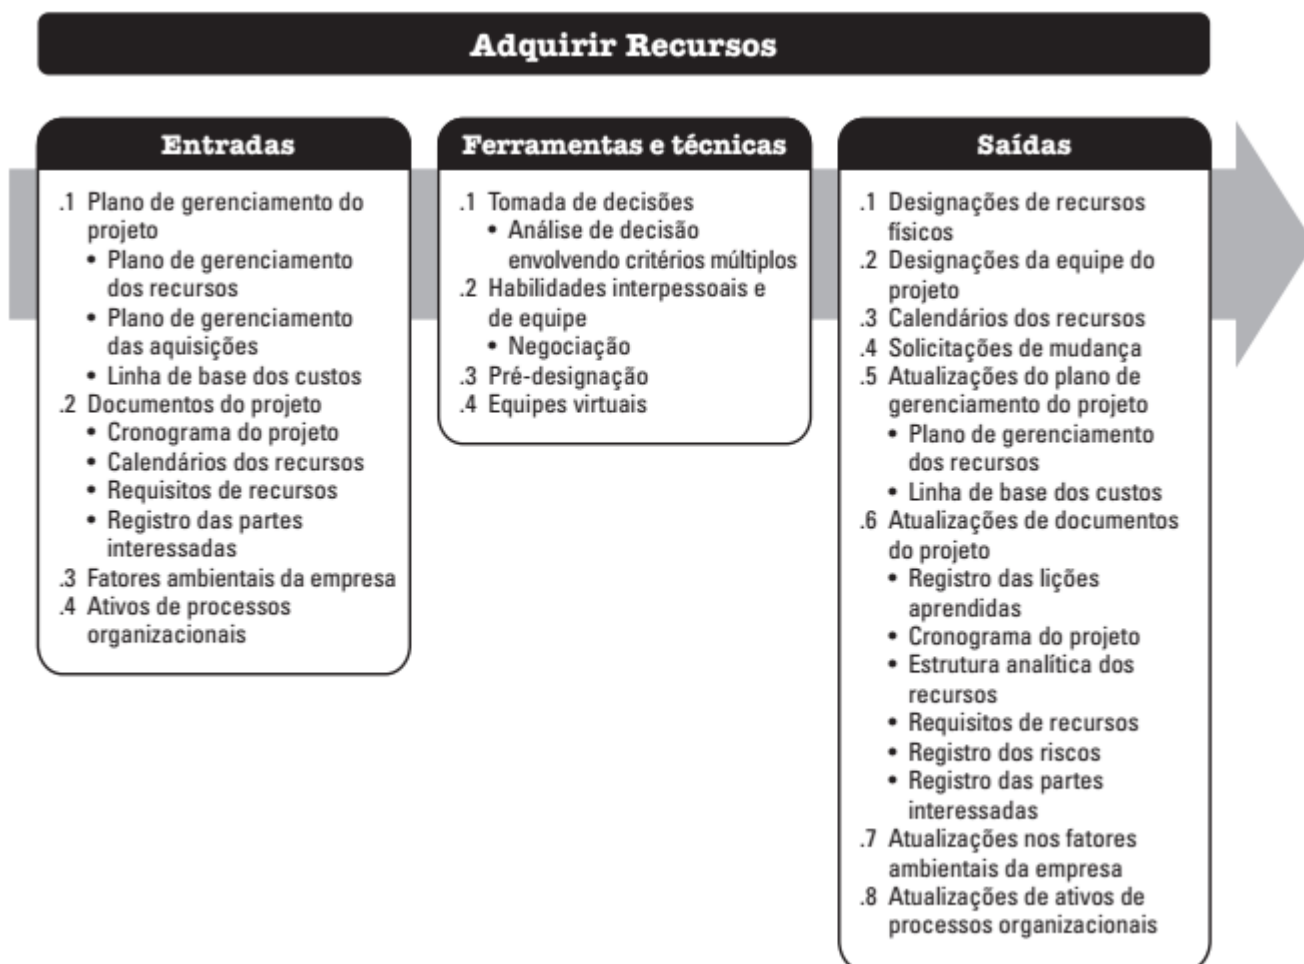 Adquirir Recursos
Entradas
.1 Plano de gerenciamento do
projeto
• Plano de gerenciamento
dos recursos
• Plano de gerenciamento
das aquisições
• Linha de base dos custos
.2 Documentos do projeto
• Cronograma do projeto
• Calendários dos recursos
• Requisitos de recursos
• Registro das partes
interessadas
.3 Fatores ambientais da empresa
.4 Ativos de processos
organizacionais
Ferramentas e técnicas
.1 Tomada de decisões
• Análise de decisão
envolvendo critérios múltiplos
.2 Habilidades interpessoais e
de equipe
• Negociação
.3 Pré-designação
.4 Equipes virtuais
Saídas
.1 Designações de recursos
físicos
.2 Designações da equipe do
projeto
.3 Calendários dos recursos
.4 Solicitações de mudança
.5 Atualizações do plano de
gerenciamento do projeto
• Plano de gerenciamento
dos recursos
• Linha de base dos custos
.6 Atualizações de documentos
do projeto
• Registro das lições
aprendidas
• Cronograma do projeto
• Estrutura analítica dos
recursos
• Requisitos de recursos
• Registro dos riscos
• Registro das partes
interessadas
.7 Atualizações nos fatores
ambientais da empresa
.8 Atualizações de ativos de
processos organizacionais